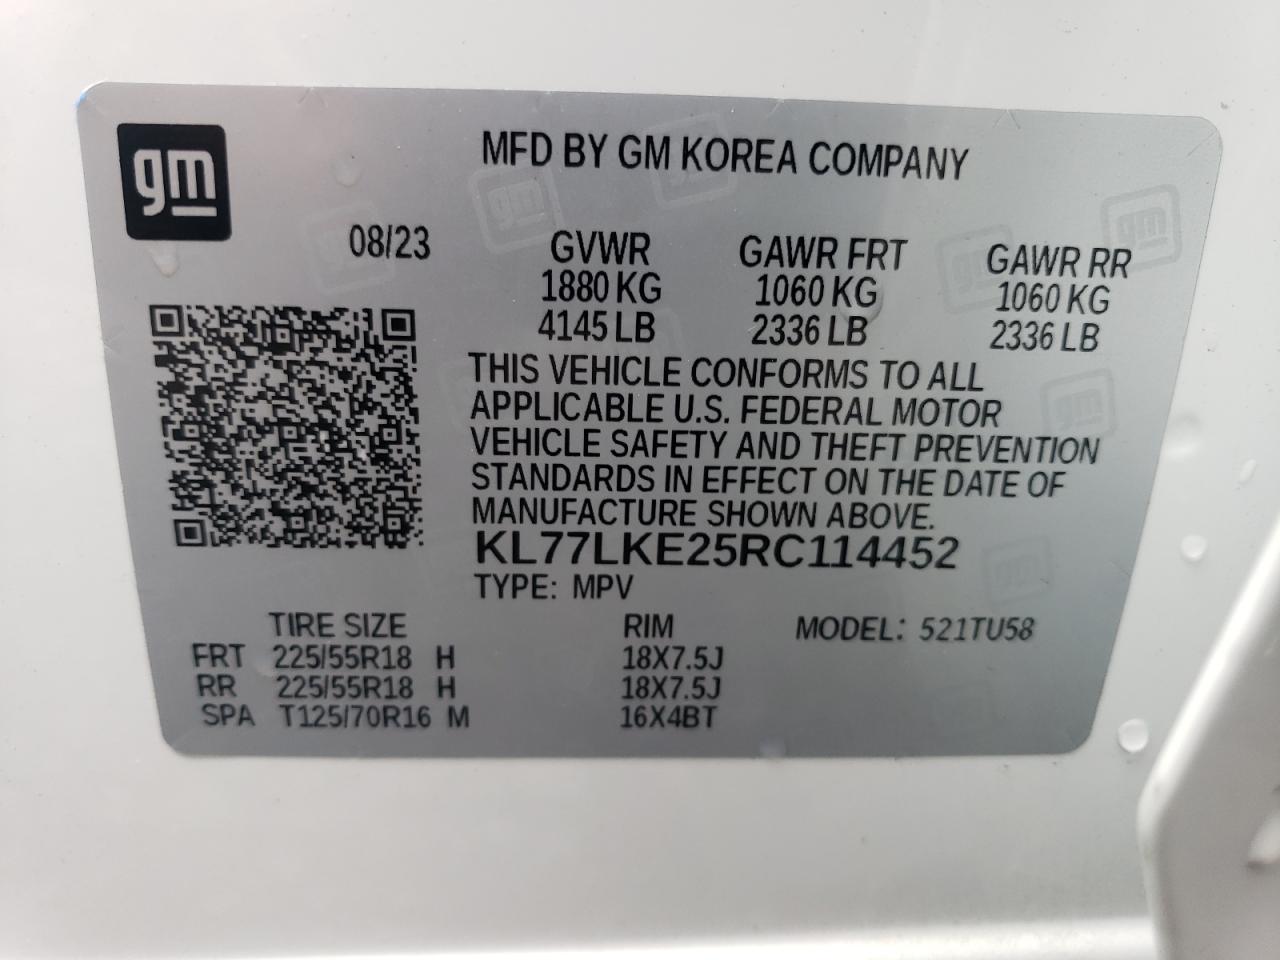 gm
MFD BY GM KOREA COMPANY
08/23 GVWR GAWR FRT GAWR RR
1880 KG 1060 KG 1060 KG
4145 LB 2336 LB 2336 LB
THIS VEHICLE CONFORMS TO ALL
APPLICABLE U.S. FEDERAL MOTOR
VEHICLE SAFETY AND THEFT PREVENTION
STANDARDS IN EFFECT ON THE DATE OF
MANUFACTURE SHOWN ABOVE.
KL77LKE25RC114452
TYPE: MPV
TIRE SIZE RIM MODEL: 521TU58
FRT 225/55R18 H 18X7.5J
RR 225/55R18 H 18X7.5J
SPA T125/70R16 M 16X4BT